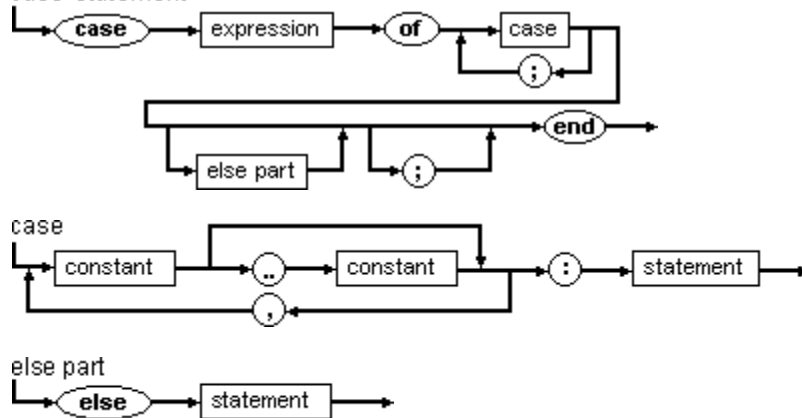 case expression of case
;
else part ; end
case
constant .. constant : statement
,
else part
else statement